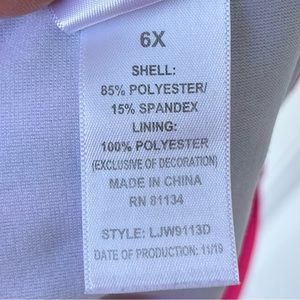 6X
SHELL:
85% POLYESTER/
15% SPANDEX
LINING:
100% POLYESTER
(EXCLUSIVE OF DECORATION)
MADE IN CHINA
RN 81134
STYLE: LJW9113D
DATE OF PRODUCTION: 11/19